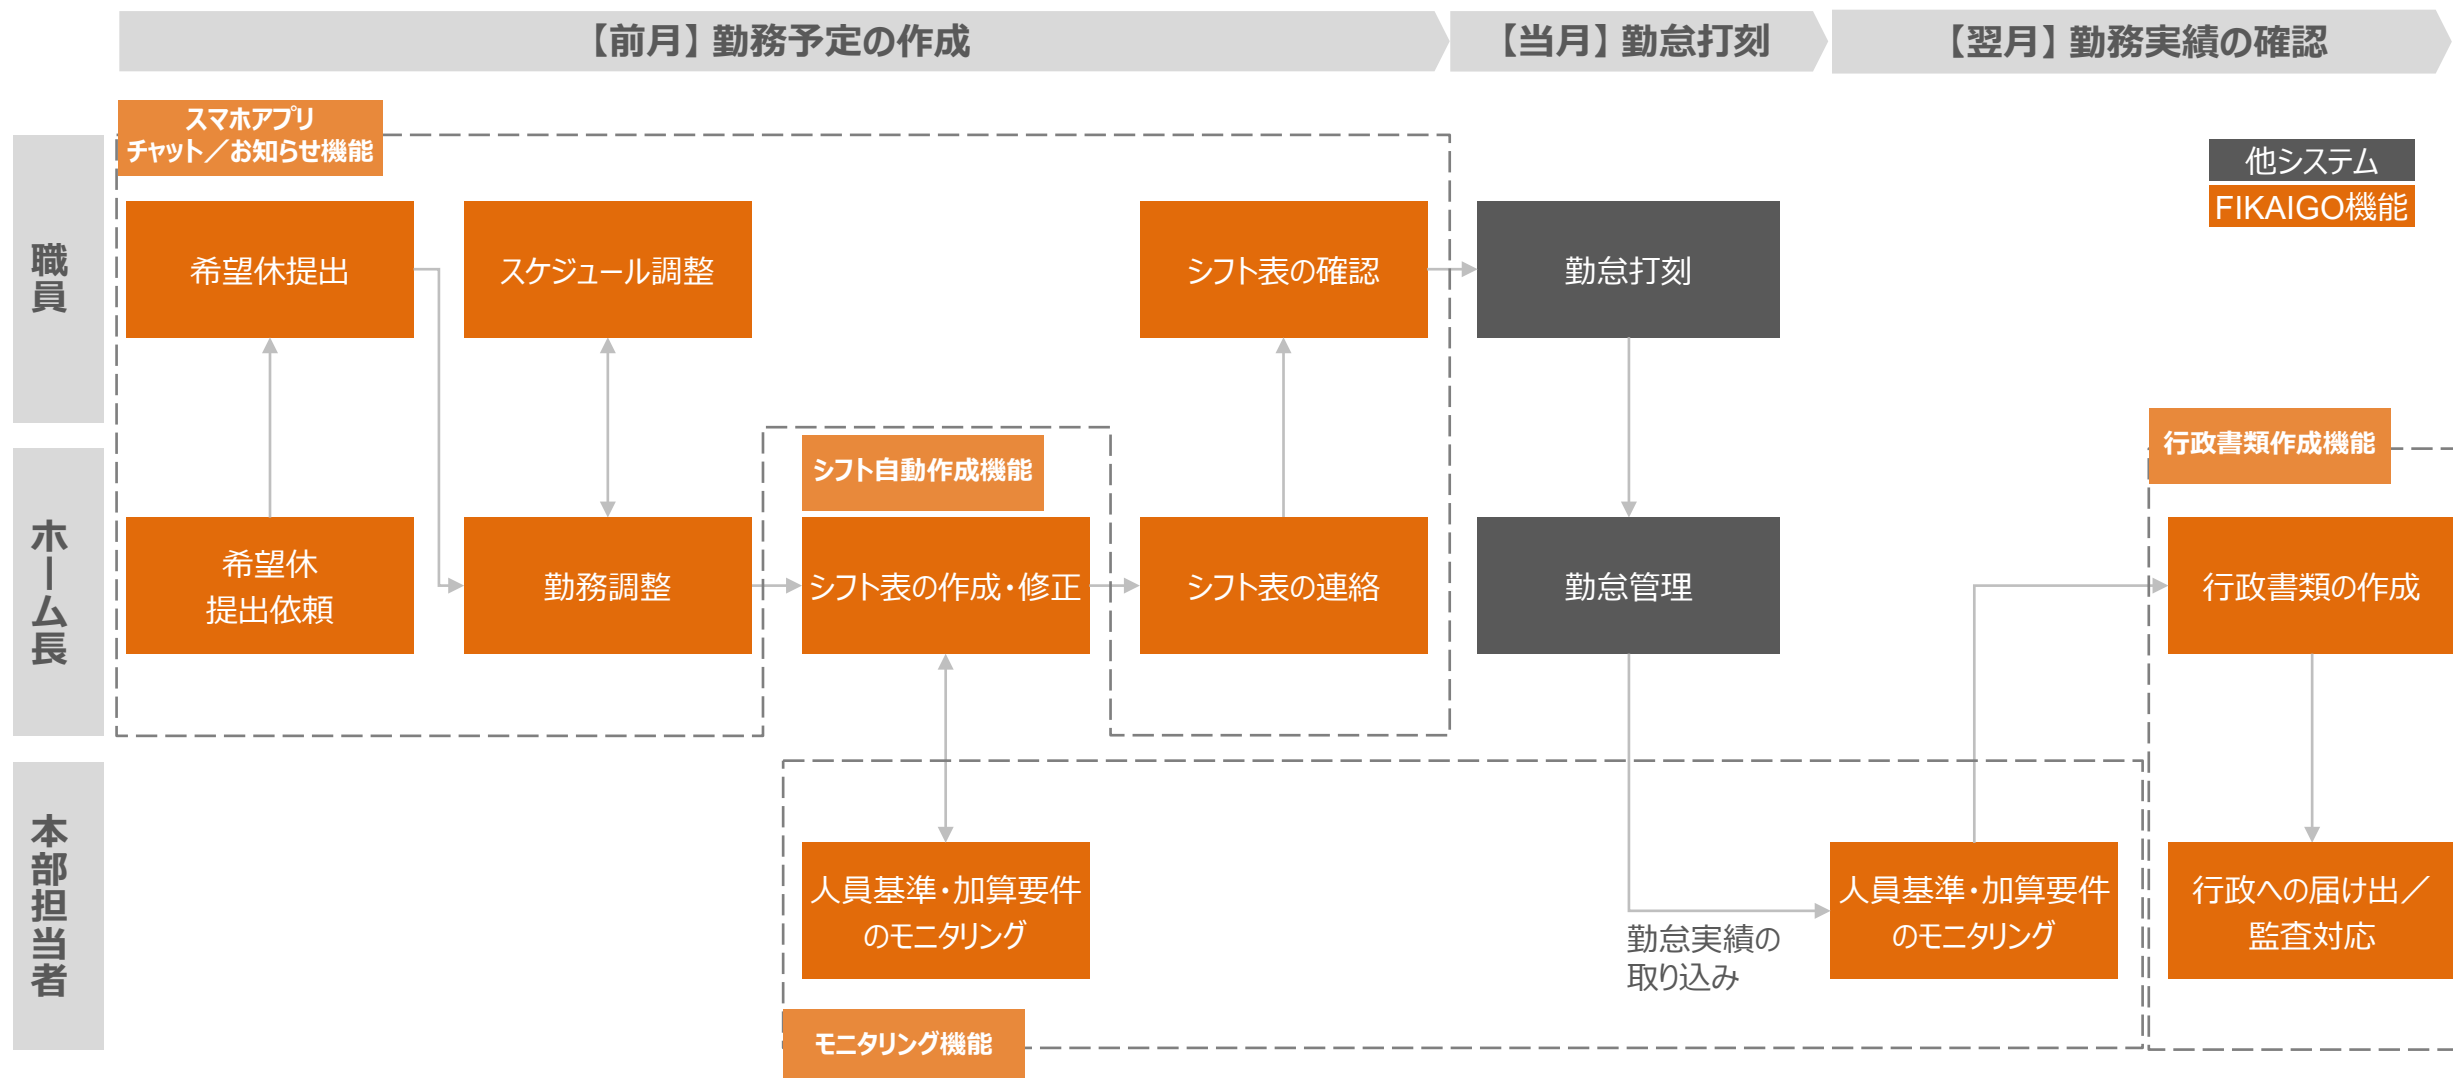 【前月】勤務予定の作成
【当月】勤怠打刻
【翌月】勤務実績の確認
スマホアプリ
チャット／お知らせ機能
他システム
FIKAIGO機能
職員
希望休提出
スケジュール調整
シフト表の確認
勤怠打刻
ホーム長
シフト自動作成機能
行政書類作成機能
希望休
提出依頼
勤務調整
シフト表の作成・修正
シフト表の連絡
勤怠管理
行政書類の作成
本部担当者
人員基準・加算要件
のモニタリング
勤怠実績の
取り込み
人員基準・加算要件
のモニタリング
行政への届け出／
監査対応
モニタリング機能